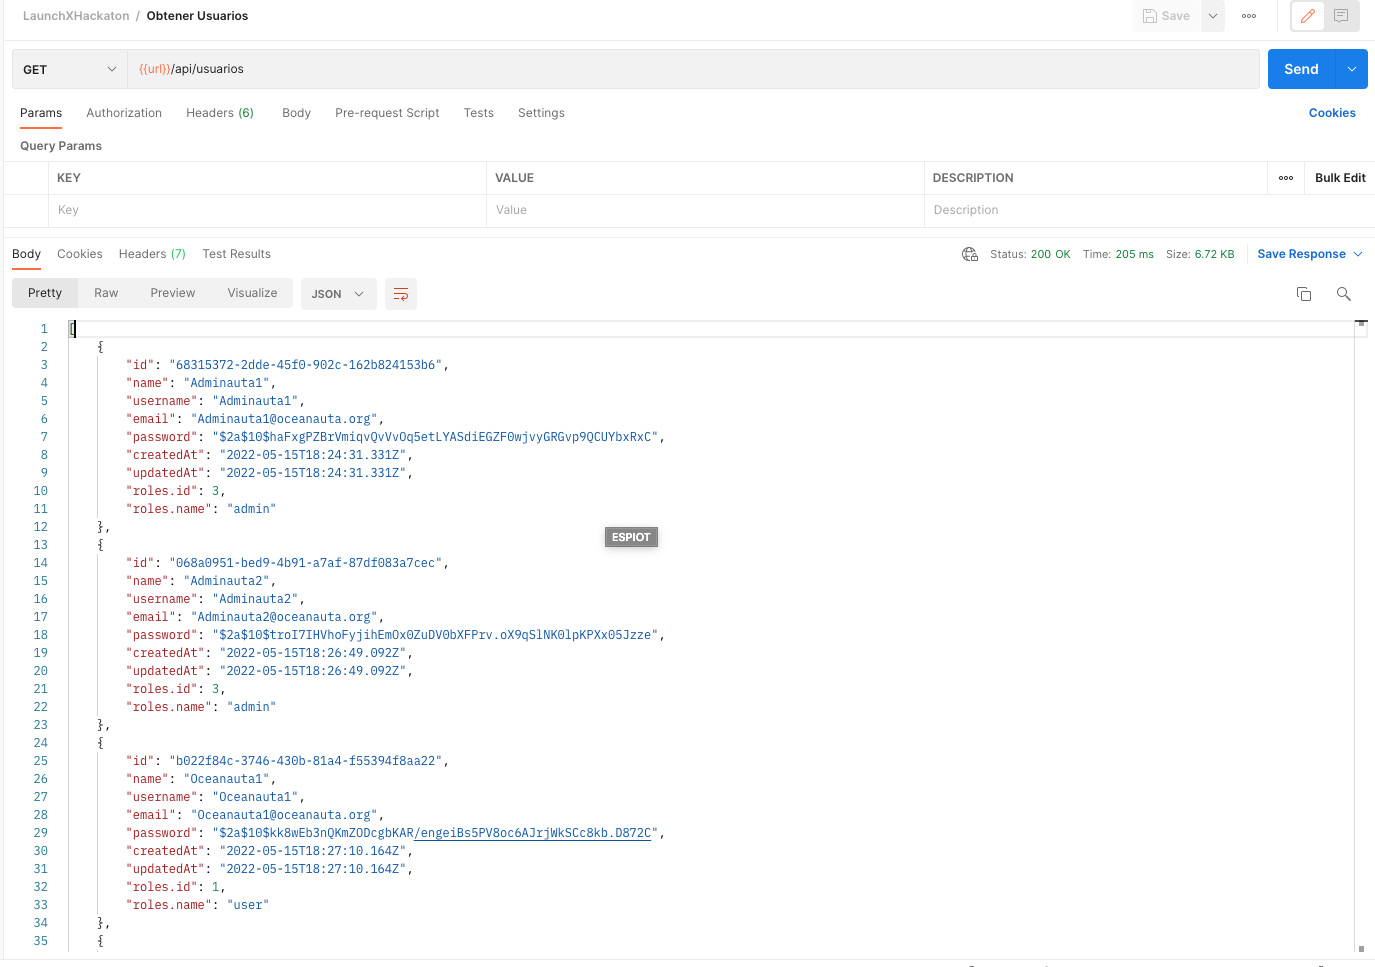 LaunchXHackaton / Obtener Usuarios
Save
GET {{url}}/api/usuarios Send
Params Authorization Headers (6) Body Pre-request Script Tests Settings Cookies
Query Params
KEY VALUE DESCRIPTION Bulk Edit
Key Value Description
Body Cookies Headers (7) Test Results Status: 200 OK Time: 205 ms Size: 6.72 KB Save Response
Pretty Raw Preview Visualize JSON
1 [
2 {
3 "id": "68315372-2dde-45f0-902c-162b824153b6",
4 "name": "Adminauta1",
5 "username": "Adminauta1",
6 "email": "Adminauta1@oceanauta.org",
7 "password": "$2a$10$haFxgPZBrVmiqvQvVvOq5etLYASdiEGZF0wjvyGRGvp9QCUYbxRxC",
8 "createdAt": "2022-05-15T18:24:31.331Z",
9 "updatedAt": "2022-05-15T18:24:31.331Z",
10 "roles.id": 3,
11 "roles.name": "admin"
12 },
ESPIOT
13 {
14 "id": "068a0951-bed9-4b91-a7af-87df083a7cec",
15 "name": "Adminauta2",
16 "username": "Adminauta2",
17 "email": "Adminauta2@oceanauta.org",
18 "password": "$2a$10$troI7IHVhoFyjihEmOx0ZuDV0bXFPrv.oX9qSlNK0lpKPXx05Jzze",
19 "createdAt": "2022-05-15T18:26:49.092Z",
20 "updatedAt": "2022-05-15T18:26:49.092Z",
21 "roles.id": 3,
22 "roles.name": "admin"
23 },
24 {
25 "id": "b022f84c-3746-430b-81a4-f55394f8aa22",
26 "name": "Oceanauta1",
27 "username": "Oceanauta1",
28 "email": "Oceanauta1@oceanauta.org",
29 "password": "$2a$10$kk8wEb3nQKmZODcgbKAR/engeiBs5PV8oc6AJrjWkSCc8kb.D872C",
30 "createdAt": "2022-05-15T18:27:10.164Z",
31 "updatedAt": "2022-05-15T18:27:10.164Z",
32 "roles.id": 1,
33 "roles.name": "user"
34 },
35 {